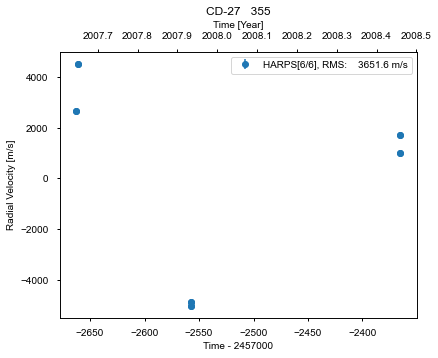 CD-27   355
Time [Year]
2007.7 2007.8 2007.9 2008.0 2008.1 2008.2 2008.3 2008.4 2008.5
HARPS[6/6], RMS:   3651.6 m/s
4000
2000
0
−2000
−4000
Radial Velocity [m/s]
−2650 −2600 −2550 −2500 −2450 −2400
Time - 2457000